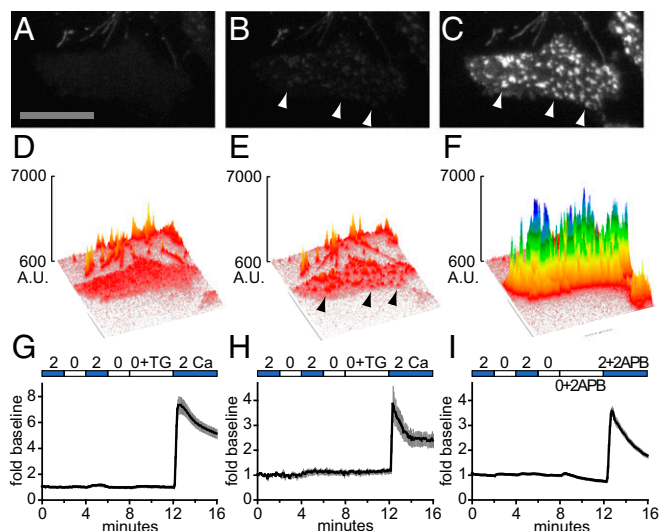 A B C
D E F
7000 7000 7000
600 600 600
A.U. A.U. A.U.
G H I
2 0 2 0 0+TG 2 Ca
2 0 2 0 0+TG 2 Ca
2 0 2 0 2+2APB
0+2APB
fold baseline
8
6
4
2
0
0 4 8 12 16
minutes
fold baseline
5
4
3
2
1
0
0 4 8 12 16
minutes
fold baseline
4
3
2
1
0
0 4 8 12 16
minutes